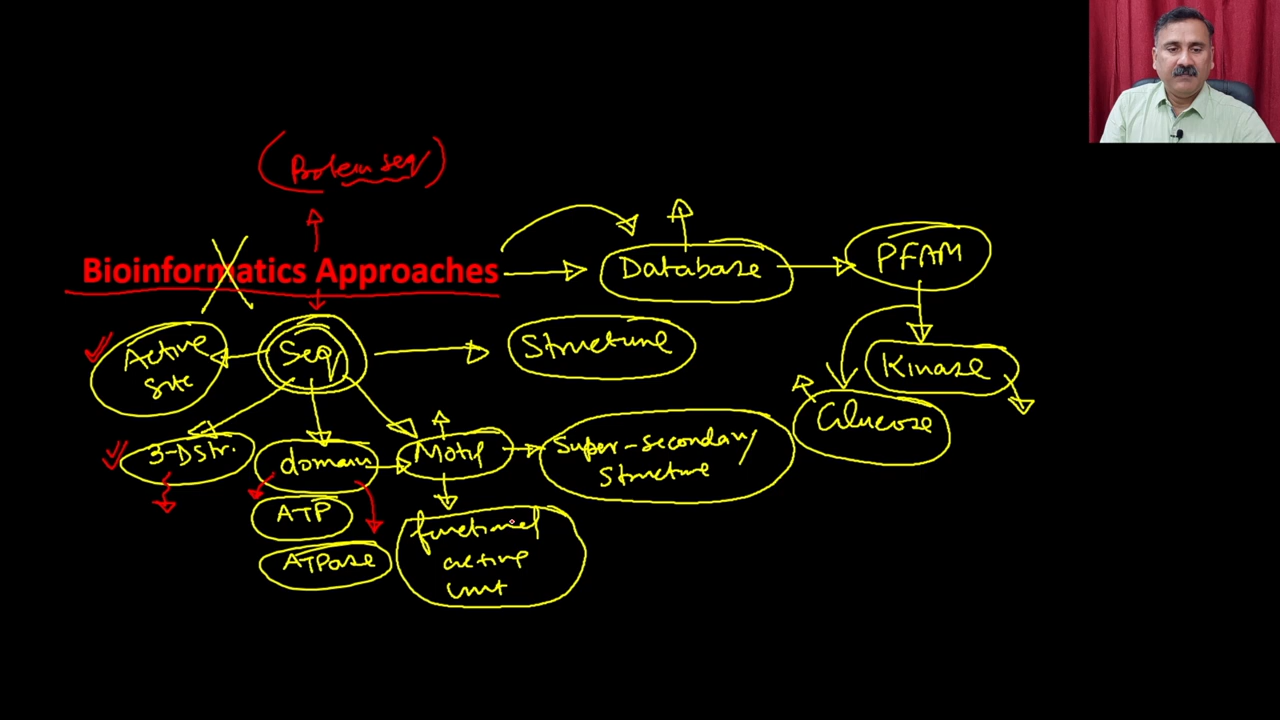 (Protein seq)
Bioinformatics Approaches
Database
PFAM
Active
Site
Seq
Structure
Kinase
Glucose
3-DStr.
domain
Motif
Super-secondary
Structure
ATP
ATPase
functional
active
unit